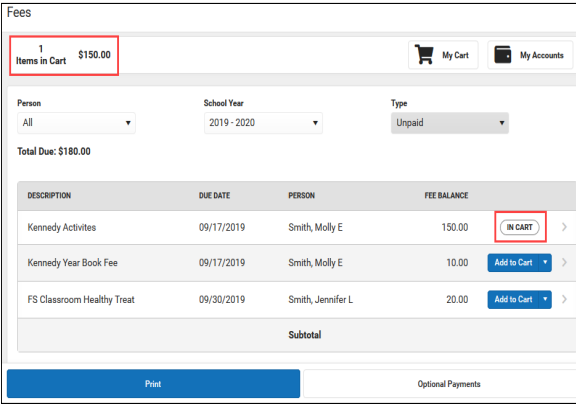 Fees
1
Items in Cart $150.00
My Cart
My Accounts
Person School Year Type
All 2019 - 2020 Unpaid
Total Due: $180.00
DESCRIPTION DUE DATE PERSON FEE BALANCE
Kennedy Activites 09/17/2019 Smith, Molly E 150.00 IN CART
Kennedy Year Book Fee 09/17/2019 Smith, Molly E 10.00 Add to Cart
FS Classroom Healthy Treat 09/30/2019 Smith, Jennifer L 20.00 Add to Cart
Subtotal
Print Optional Payments